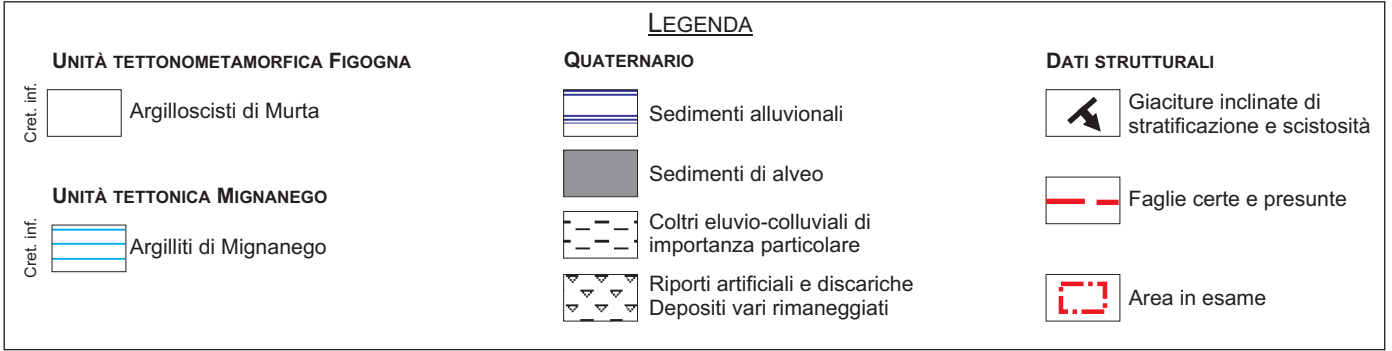 LEGENDA
UNITÀ TETTONOMETAMORFICA FIGOGNA
Cret. inf.
Argilloscisti di Murta
UNITÀ TETTONICA MIGNANEGO
Cret. inf.
Argilliti di Mignanego
QUATERNARIO
Sedimenti alluvionali
Sedimenti di alveo
Coltri eluvio-colluviali di
importanza particolare
Riporti artificiali e discariche
Depositi vari rimaneggiati
DATI STRUTTURALI
Giaciture inclinate di
stratificazione e scistosità
Faglie certe e presunte
Area in esame